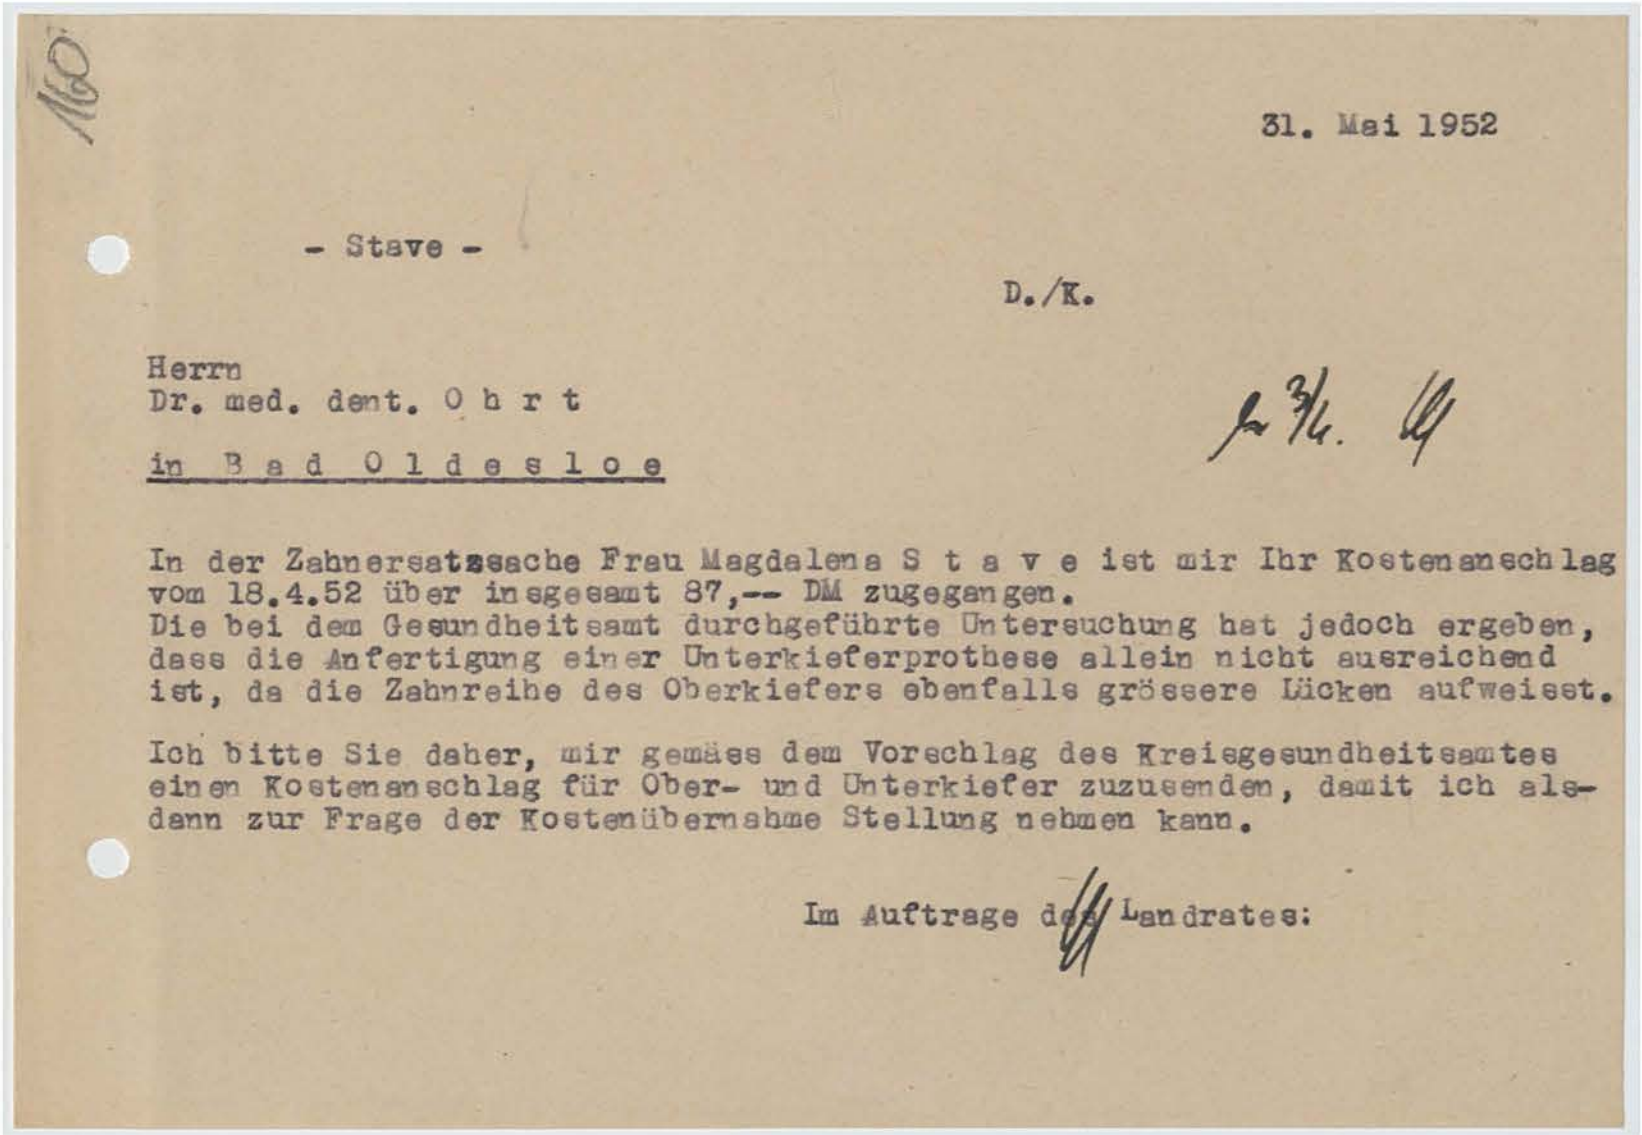 160
31. Mai 1952
- Stave -
D./K.
Herrn
Dr. med. dent. O h r t
in B a d O l d e s l o e
3/6.
In der Zahnersatzsache Frau Magdalena S t a v e ist mir Ihr Kostenanschlag
vom 18.4.52 über insgesamt 87,-- DM zugegangen.
Die bei dem Gesundheitsamt durchgeführte Untersuchung hat jedoch ergeben,
dass die Anfertigung einer Unterkieferprothese allein nicht ausreichend
ist, da die Zahnreihe des Oberkiefers ebenfalls grössere Lücken aufweisst.
Ich bitte Sie daher, mir gemäss dem Vorschlag des Kreisgesundheitsamtes
einen Kostenanschlag für Ober- und Unterkiefer zuzusenden, damit ich als-
dann zur Frage der Kostenübernahme Stellung nehmen kann.
Im Auftrage des Landrates: